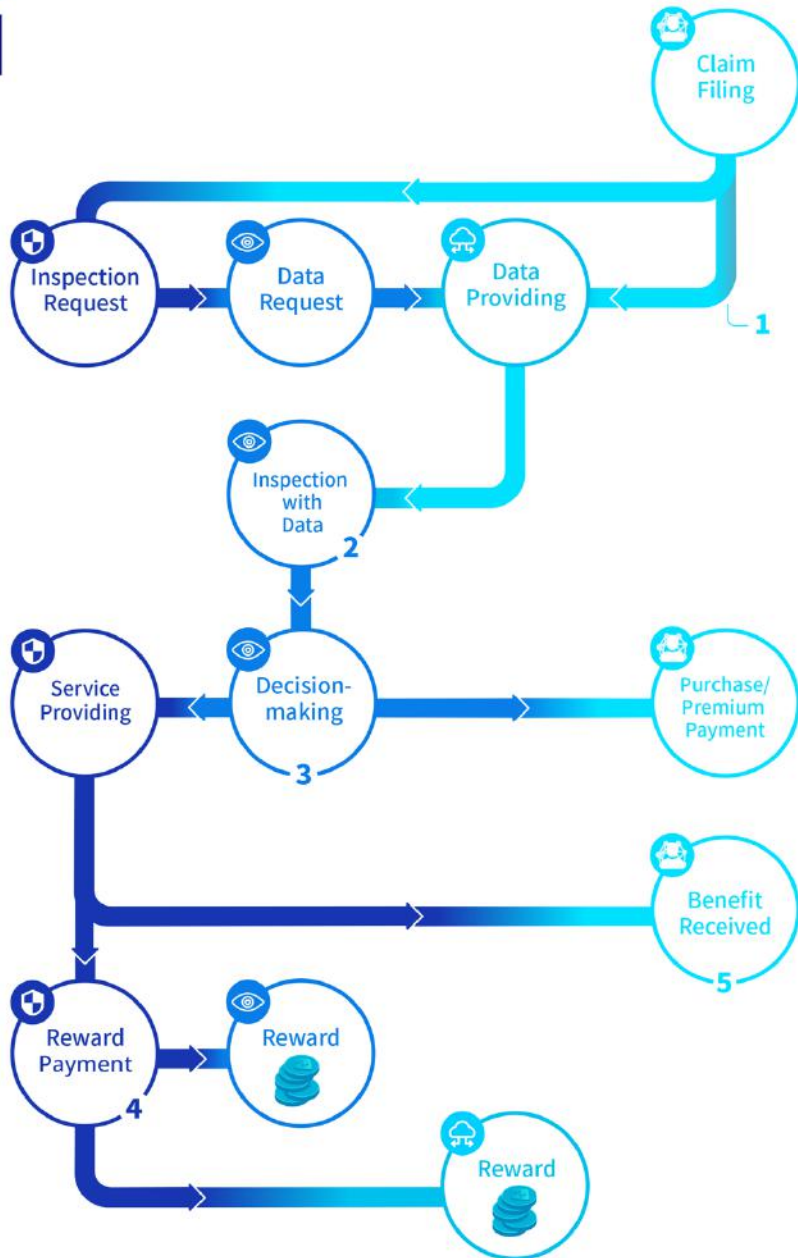 Claim
Filing
Inspection
Request
Data
Request
Data
Providing
1
Inspection
with
Data
2
Service
Providing
Decision-
making
3
Purchase/
Premium
Payment
Benefit
Received
5
Reward
Payment
4
Reward
Reward